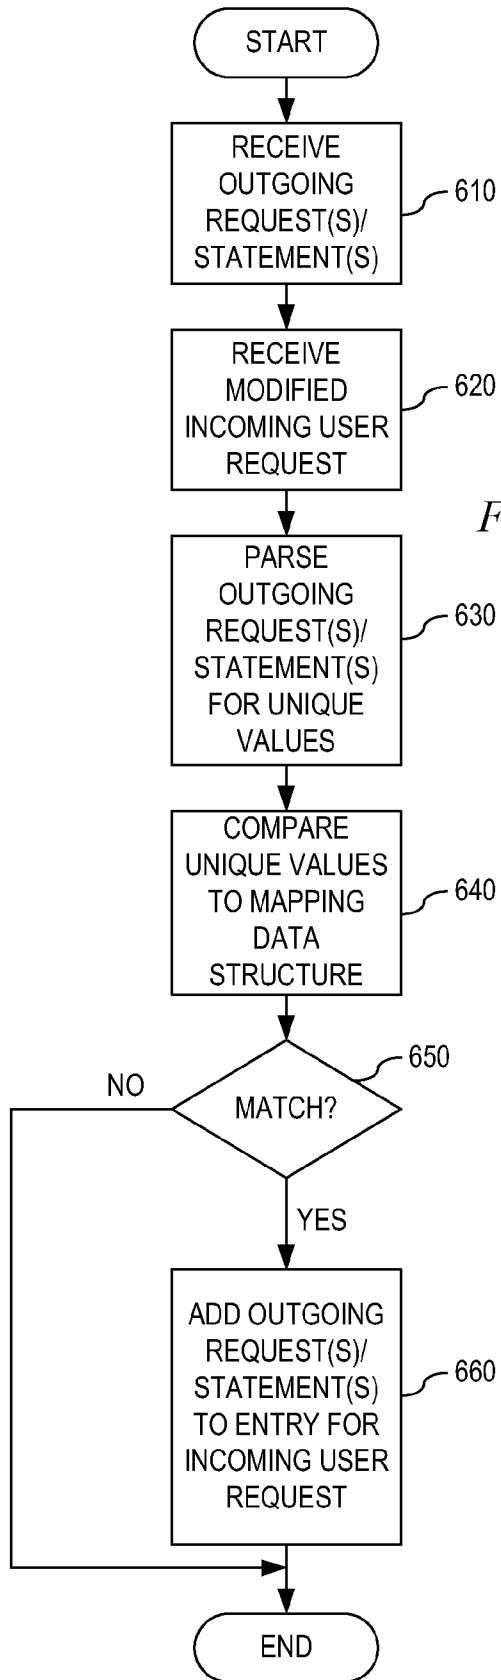 START
RECEIVE
OUTGOING
REQUEST(S)/
STATEMENT(S)
610
RECEIVE
MODIFIED
INCOMING USER
REQUEST
620
F
PARSE
OUTGOING
REQUEST(S)/
STATEMENT(S)
FOR UNIQUE
VALUES
630
COMPARE
UNIQUE VALUES
TO MAPPING
DATA
STRUCTURE
640
650
NO
MATCH?
YES
ADD OUTGOING
REQUEST(S)/
STATEMENT(S)
TO ENTRY FOR
INCOMING USER
REQUEST
660
END